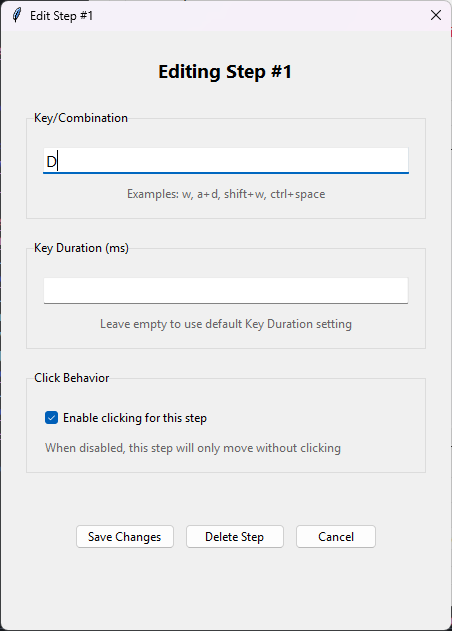 Edit Step #1
Editing Step #1
Key/Combination
D
Examples: w, a+d, shift+w, ctrl+space
Key Duration (ms)
Leave empty to use default Key Duration setting
Click Behavior
Enable clicking for this step
When disabled, this step will only move without clicking
Save Changes
Delete Step
Cancel